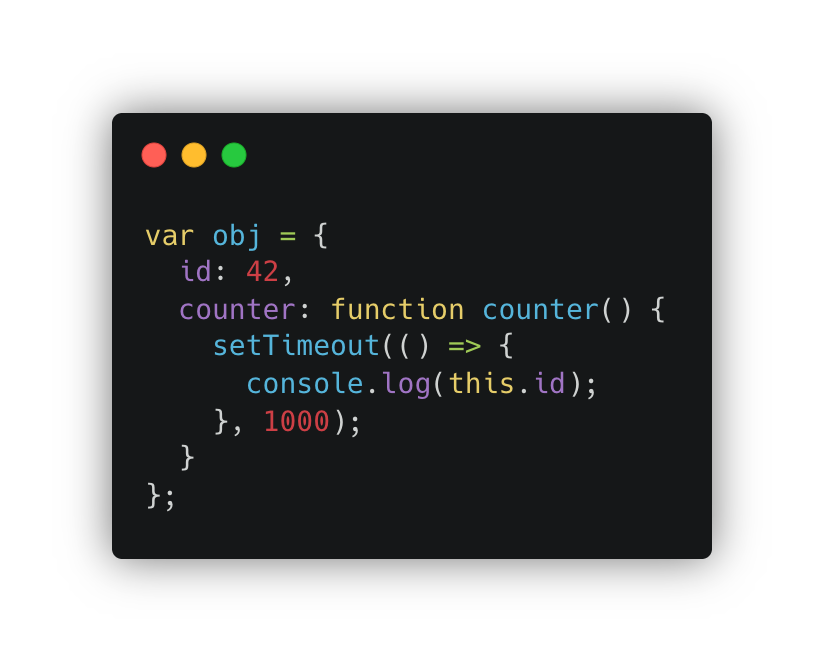 var obj = {
  id: 42,
  counter: function counter() {
    setTimeout(() => {
      console.log(this.id);
    }, 1000);
  }
};